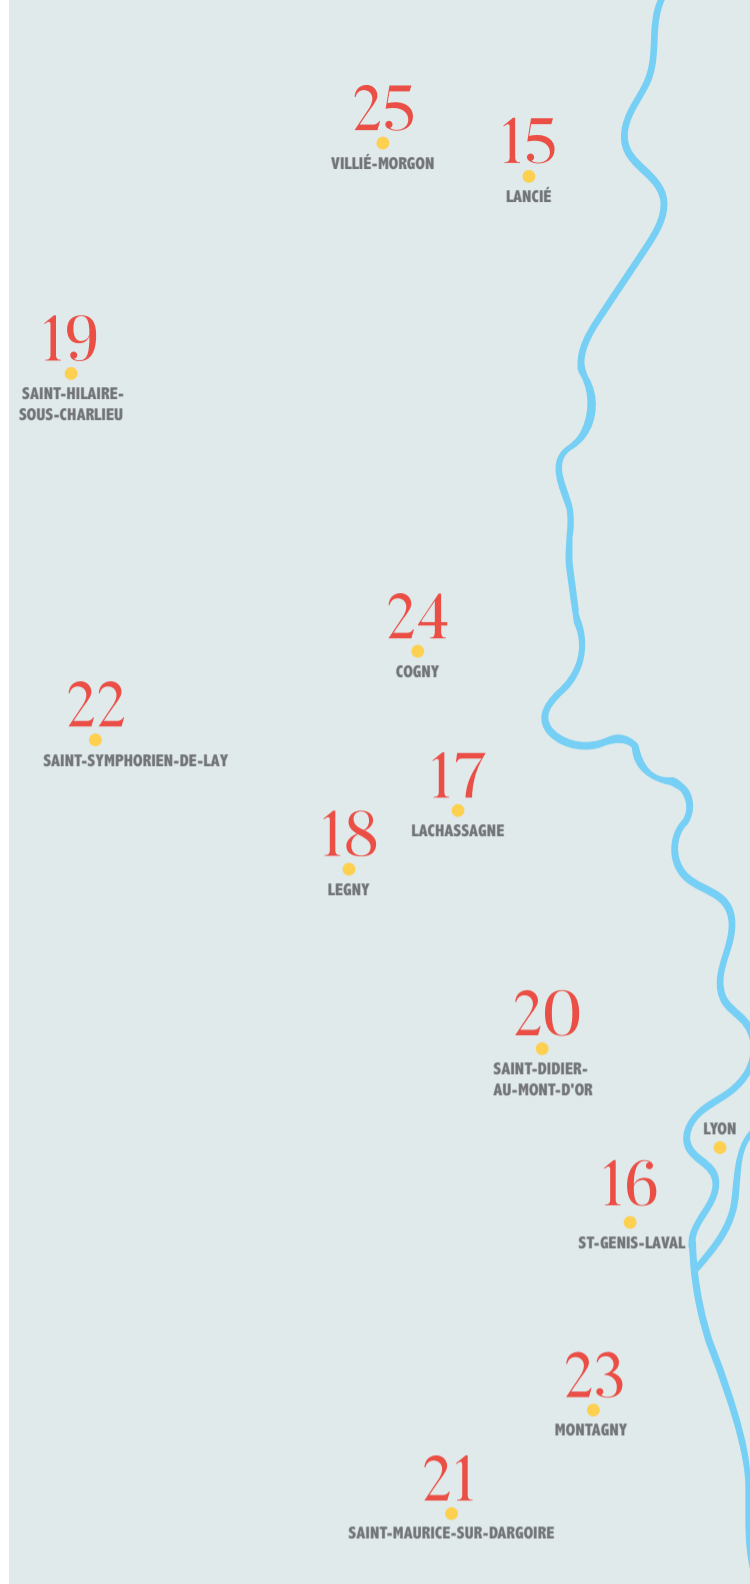 25
VILLIÉ-MORGON
15
LANCIÉ
19
SAINT-HILAIRE-
SOUS-CHARLIEU
24
COGNY
22
SAINT-SYMPHORIEN-DE-LAY
17
LACHASSAGNE
18
LEGNY
20
SAINT-DIDIER-
AU-MONT-D'OR
LYON
16
ST-GENIS-LAVAL
23
MONTAGNY
21
SAINT-MAURICE-SUR-DARGOIRE